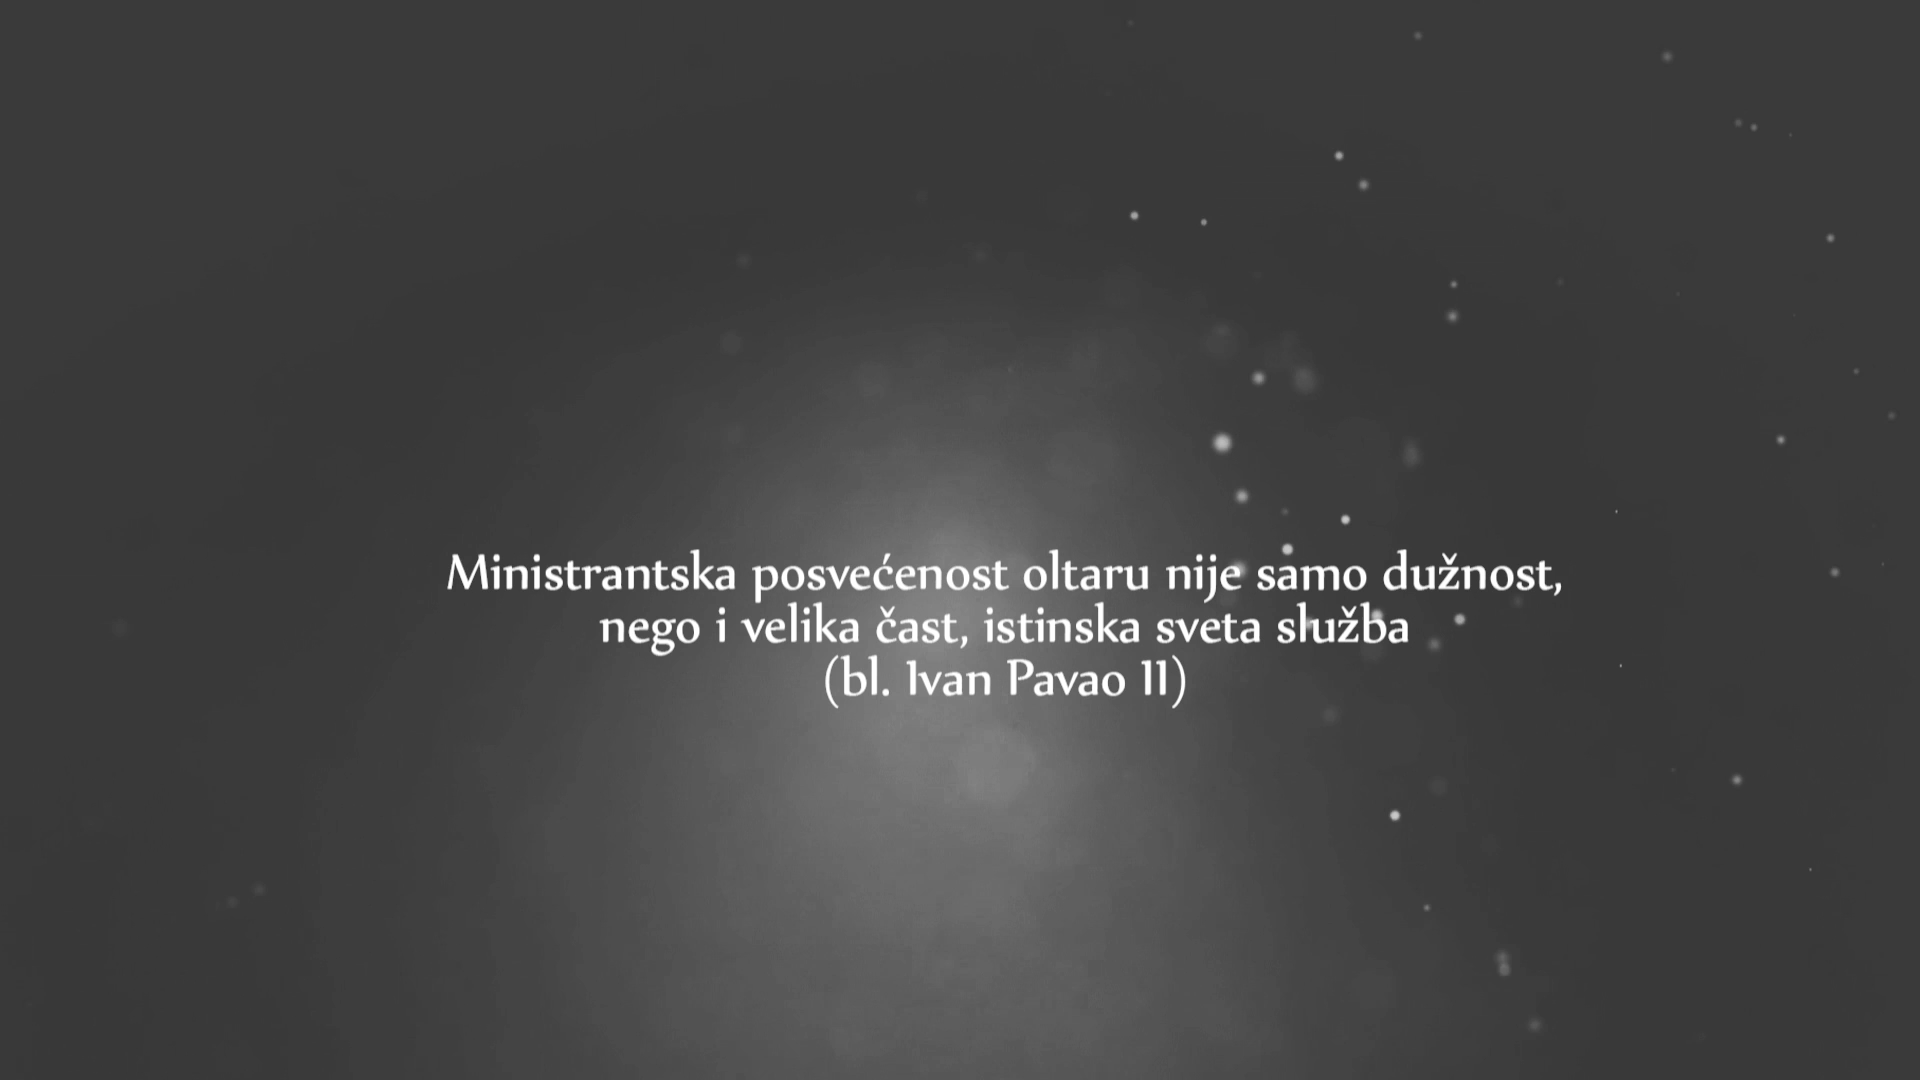 Ministrantska posvećenost oltaru nije samo dužnost,
nego i velika čast, istinska sveta služba
(bl. Ivan Pavao II)